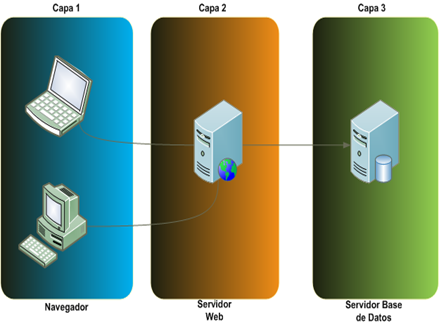 Capa 1
Capa 2
Capa 3
Navegador
Servidor
Web
Servidor Base
de Datos